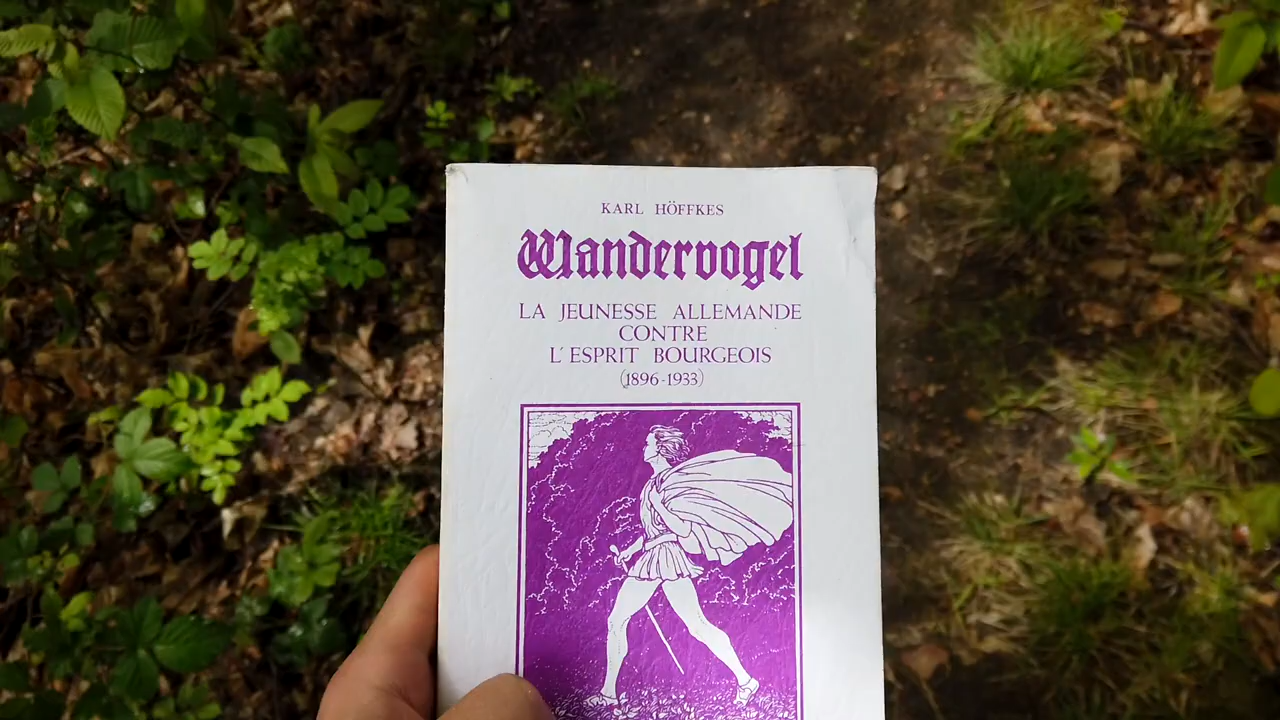 KARL HÖFFKES
Wandervogel
LA JEUNESSE ALLEMANDE
CONTRE
L'ESPRIT BOURGEOIS
(1896-1933)